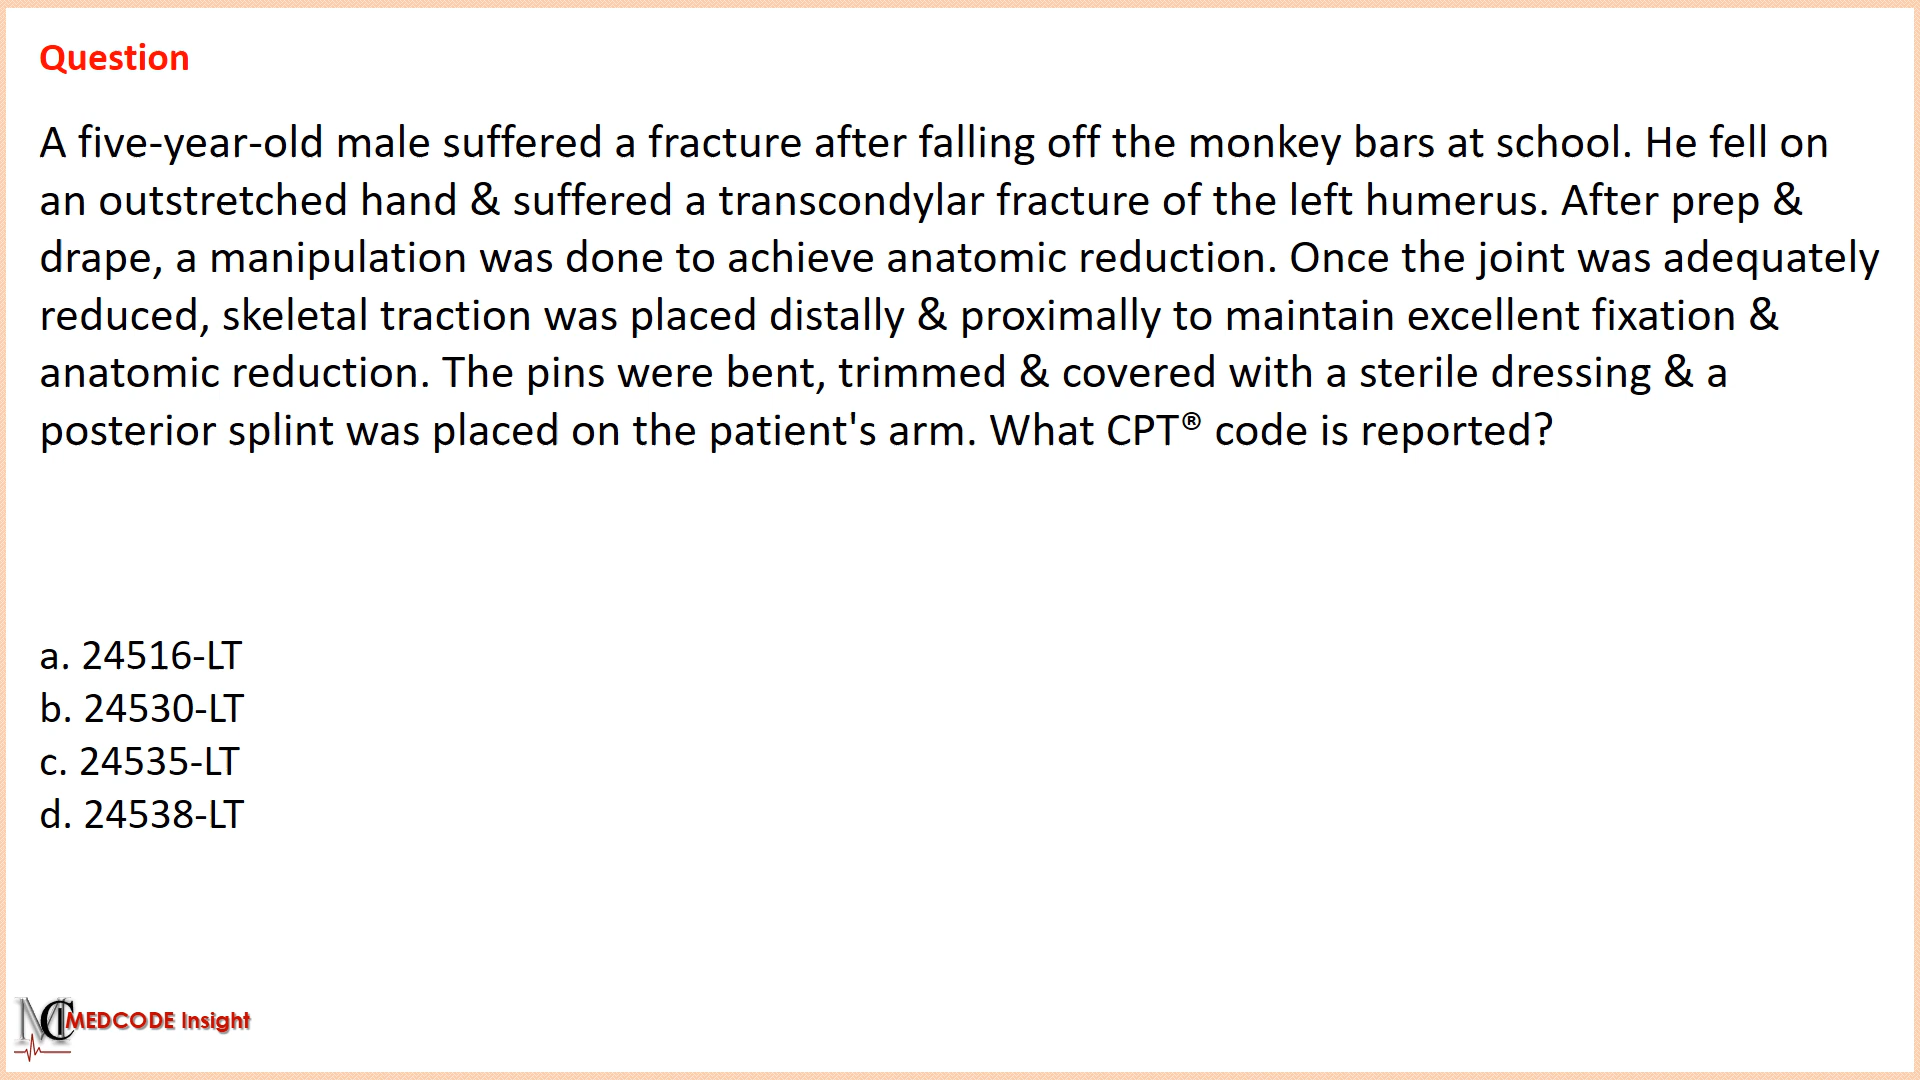 Question
A five-year-old male suffered a fracture after falling off the monkey bars at school. He fell on
an outstretched hand & suffered a transcondylar fracture of the left humerus. After prep &
drape, a manipulation was done to achieve anatomic reduction. Once the joint was adequately
reduced, skeletal traction was placed distally & proximally to maintain excellent fixation &
anatomic reduction. The pins were bent, trimmed & covered with a sterile dressing & a
posterior splint was placed on the patient's arm. What CPT® code is reported?
a. 24516-LT
b. 24530-LT
c. 24535-LT
d. 24538-LT
MCI MEDCODE Insight